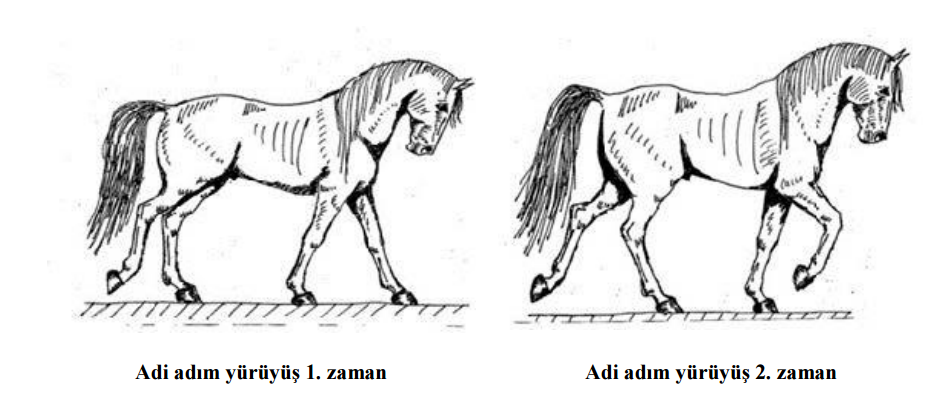 Adi adım yürüyüş 1. zaman
Adi adım yürüyüş 2. zaman